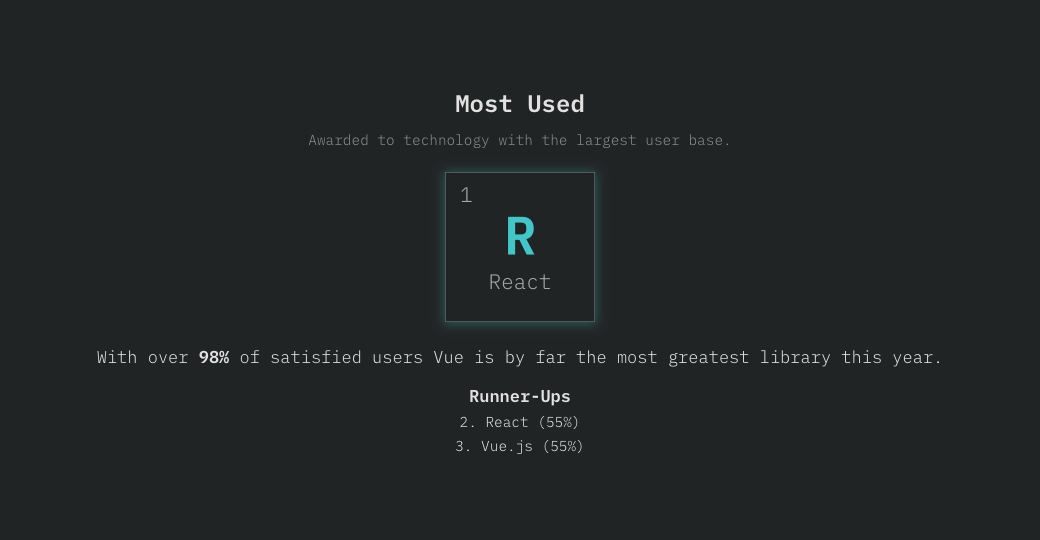 Most Used
Awarded to technology with the largest user base.
1
R
React
With over 98% of satisfied users Vue is by far the most greatest library this year.
Runner-Ups
2. React (55%)
3. Vue.js (55%)